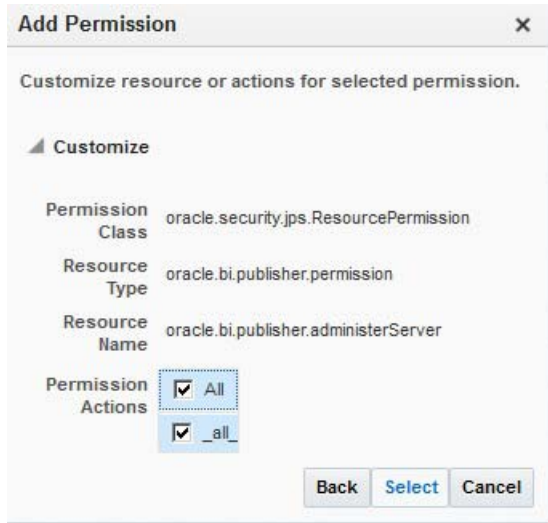 Add Permission ×
Customize resource or actions for selected permission.
Customize
Permission Class oracle.security.jps.ResourcePermission
Resource Type oracle.bi.publisher.permission
Resource Name oracle.bi.publisher.administerServer
Permission Actions All
_all_
Back Select Cancel